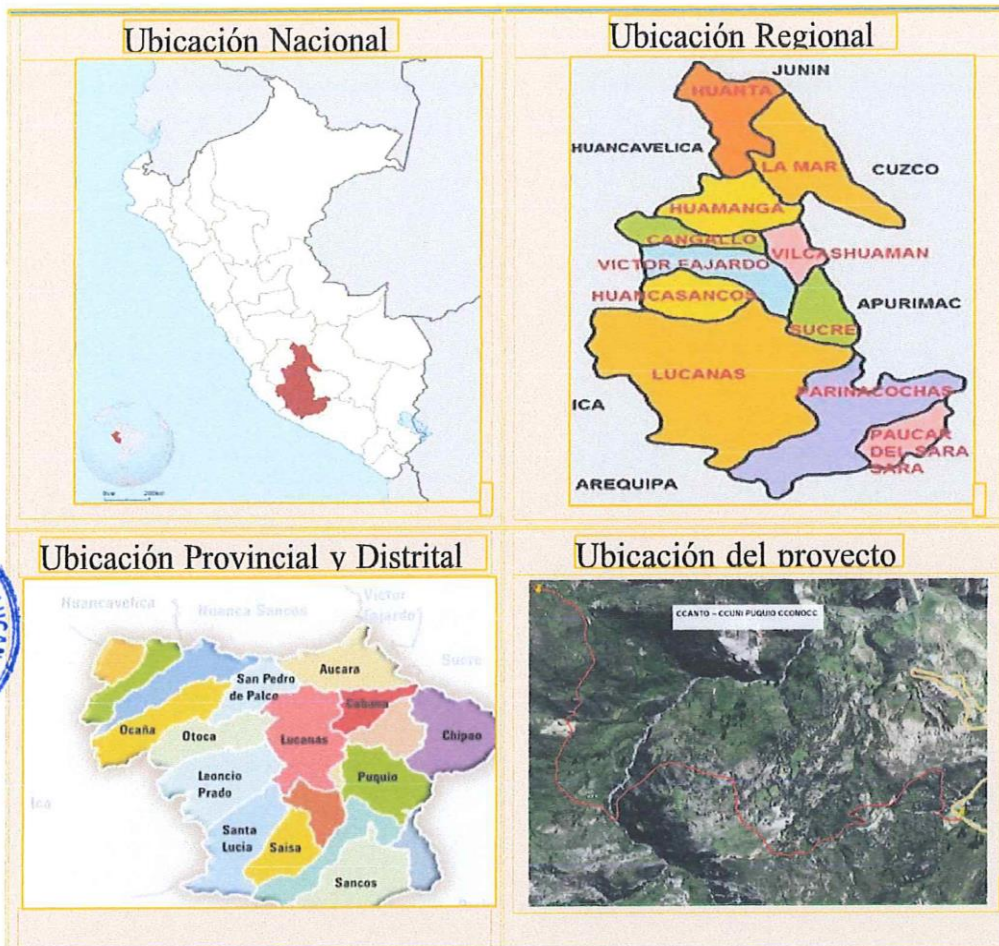 Ubicación Nacional
Ubicación Regional
JUNIN
HUANTA
HUANCAVELICA
LA MAR
CUZCO
HUAMANGA
CANGALLO
VILCASHUAMAN
VICTOR FAJARDO
HUANCASANCOS
APURIMAC
SUCRE
LUCANAS
PARINACOCHAS
ICA
PAUCAR
DEL SARA
SARA
AREQUIPA
Ubicación Provincial y Distrital
Huancavelica
Huanca Sancos
Víctor
Fajardo
Sucre
Aucara
San Pedro
de Palco
Cabana
Ocaña
Otoca
Lucanas
Chipao
Leoncio
Prado
Puquio
Ica
Santa
Lucia
Saisa
Sancos
Ubicación del proyecto
CCANTO - CCUNI PUQUIO CCONOCC